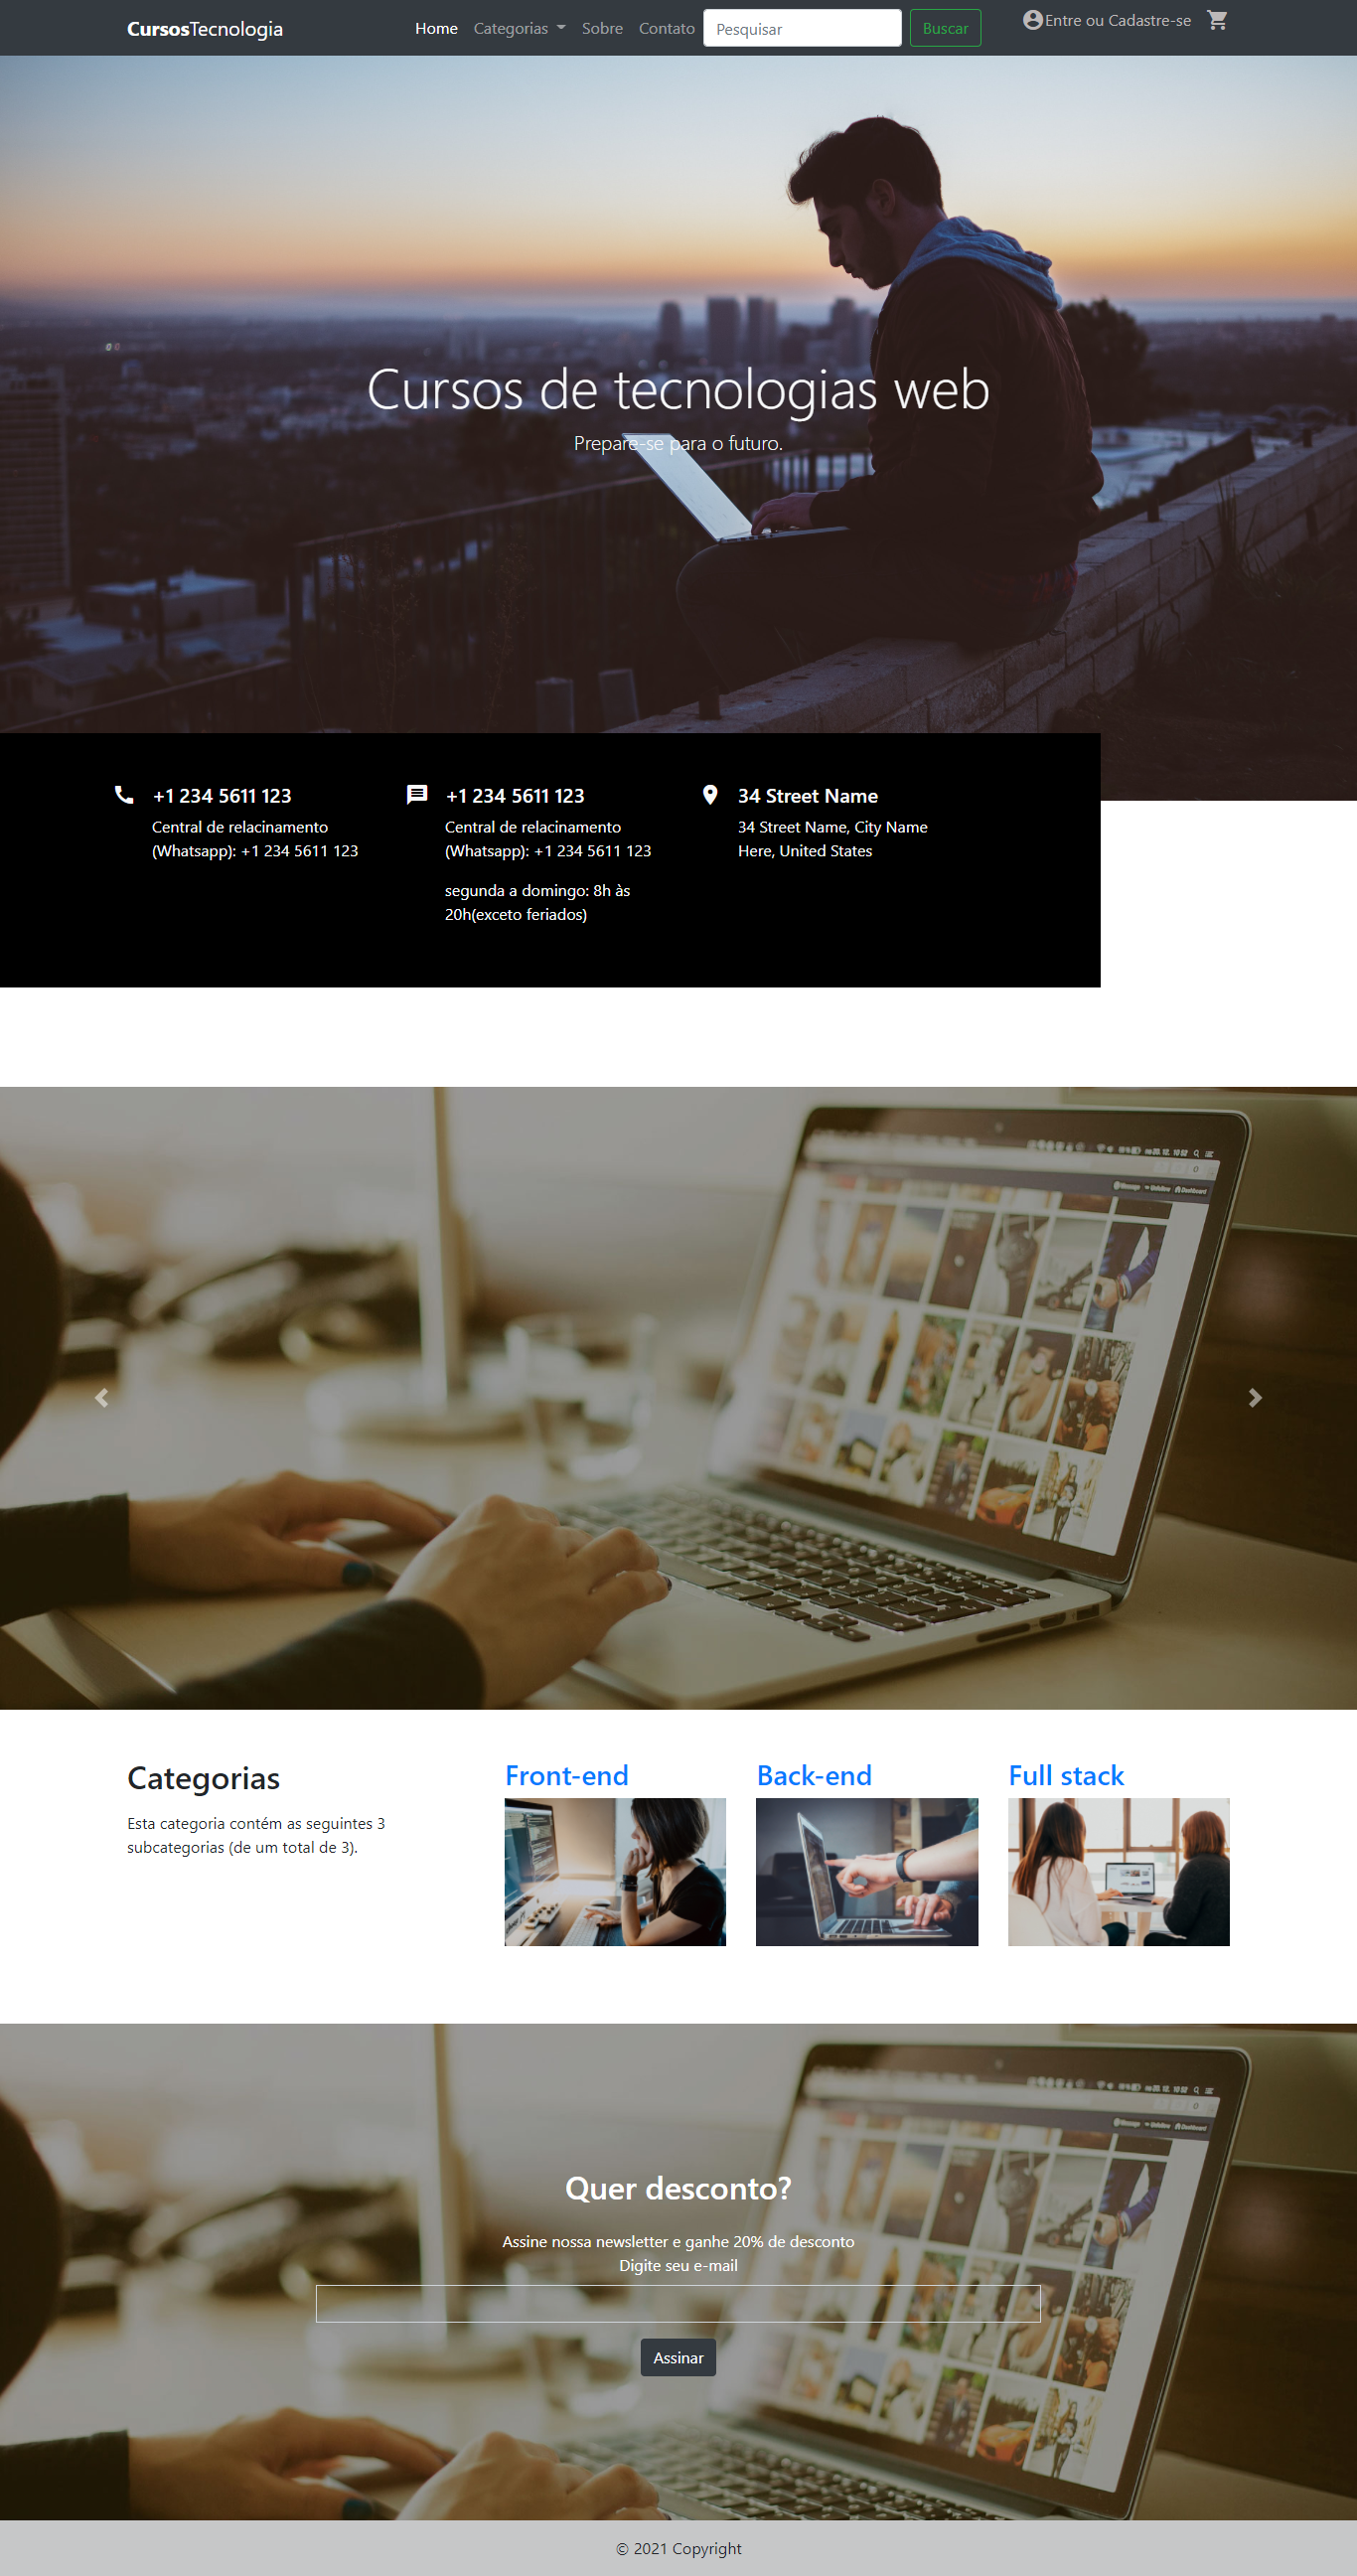 CursosTecnologia
Home Categorias Sobre Contato Pesquisar Buscar Entre ou Cadastre-se
Cursos de tecnologias web
Prepare-se para o futuro.
+1 234 5611 123
Central de relacinamento
(Whatsapp): +1 234 5611 123
+1 234 5611 123
Central de relacinamento
(Whatsapp): +1 234 5611 123
segunda a domingo: 8h às
20h(exceto feriados)
34 Street Name
34 Street Name, City Name
Here, United States
Categorias
Esta categoria contém as seguintes 3
subcategorias (de um total de 3).
Front-end
Back-end
Full stack
Quer desconto?
Assine nossa newsletter e ganhe 20% de desconto
Digite seu e-mail
Assinar
© 2021 Copyright